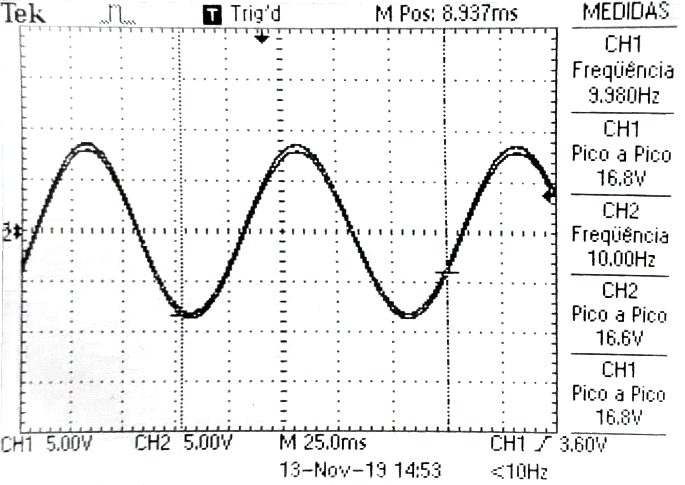 Tek T Trig'd M Pos: 8.937ms MEDIDAS
CH1
Freqüência
9.980Hz
CH1
Pico a Pico
16.8V
CH2
Freqüência
10.00Hz
CH2
Pico a Pico
16.6V
CH1
Pico a Pico
16.8V
2
CH1 5.00V CH2 5.00V M 25.0ms CH1 3.60V
13-Nov-19 14:53 <10Hz